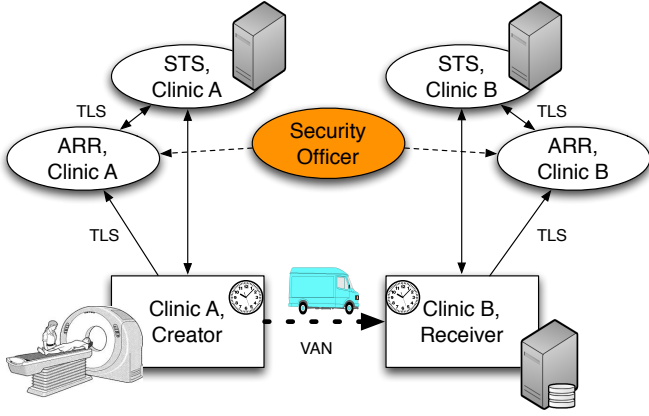 STS,
Clinic A
STS,
Clinic B
TLS
TLS
ARR,
Clinic A
Security
Officer
ARR,
Clinic B
TLS
TLS
Clinic A,
Creator
VAN
Clinic B,
Receiver